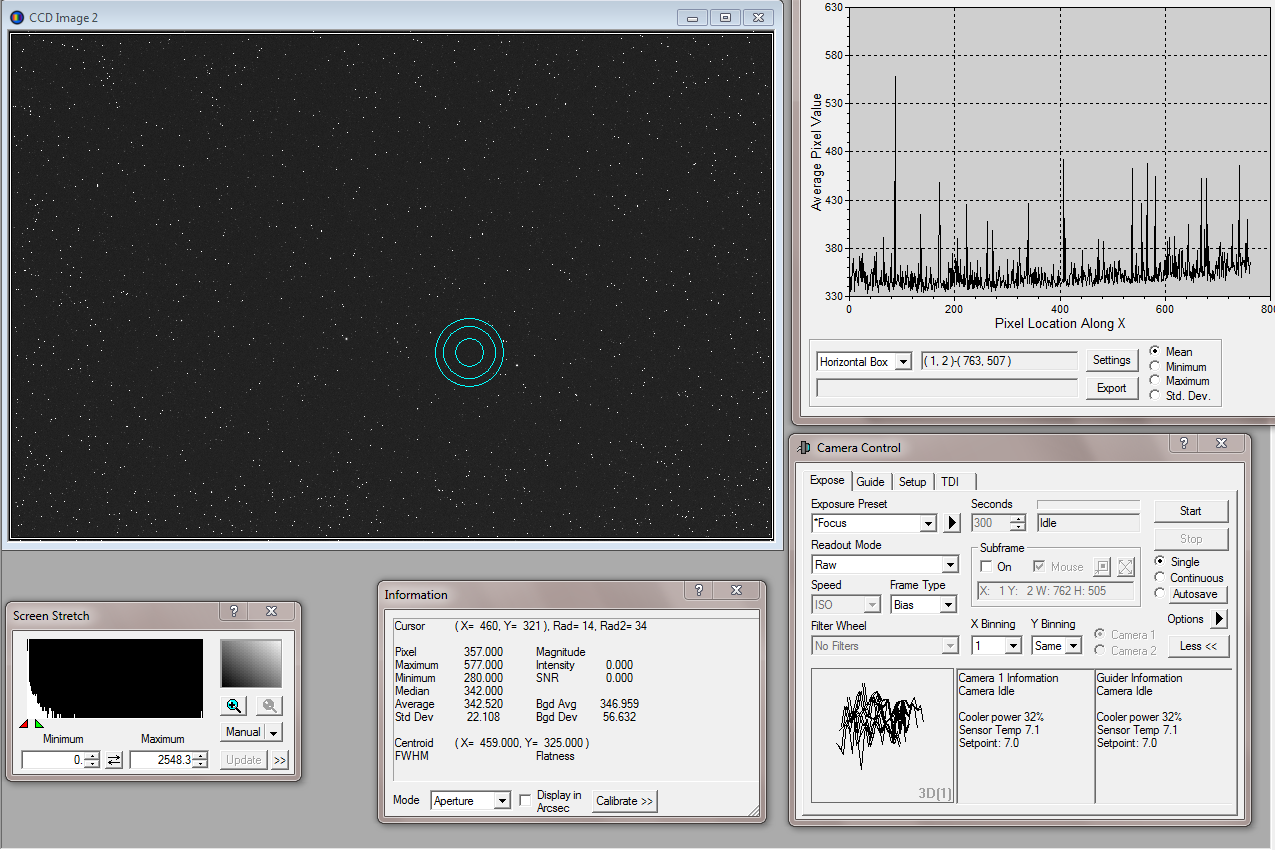 CCD Image 2
630
580
530
480
430
380
330
Average Pixel Value
0 200 400 600 800
Pixel Location Along X
Horizontal Box ( 1, 2 )-( 763, 507 ) Settings
Export
Mean
Minimum
Maximum
Std. Dev.
Camera Control
Expose Guide Setup TDI
Exposure Preset Seconds
*Focus 300 Idle Start
Readout Mode Stop
Raw
Subframe
On Mouse
X: 1 Y: 2 W: 762 H: 505
Single
Continuous
Autosave
Speed Frame Type
ISO Bias
Options
Filter Wheel X Binning Y Binning
No Filters 1 Same
Camera 1
Camera 2
Less <<
3D(1)
Camera 1 Information
Camera Idle
Cooler power 32%
Sensor Temp 7.1
Setpoint: 7.0
Guider Information
Camera Idle
Cooler power 32%
Sensor Temp 7.1
Setpoint: 7.0
Screen Stretch
Manual
Minimum Maximum
0. 2548.3 Update >>
Information
Cursor ( X= 460, Y= 321 ), Rad= 14, Rad2= 34
Pixel 357.000 Magnitude
Maximum 577.000 Intensity 0.000
Minimum 280.000 SNR 0.000
Median 342.000
Average 342.520 Bgd Avg 346.959
Std Dev 22.108 Bgd Dev 56.632
Centroid ( X= 459.000, Y= 325.000 )
FWHM Flatness
Mode Aperture Display in
Arcsec Calibrate >>